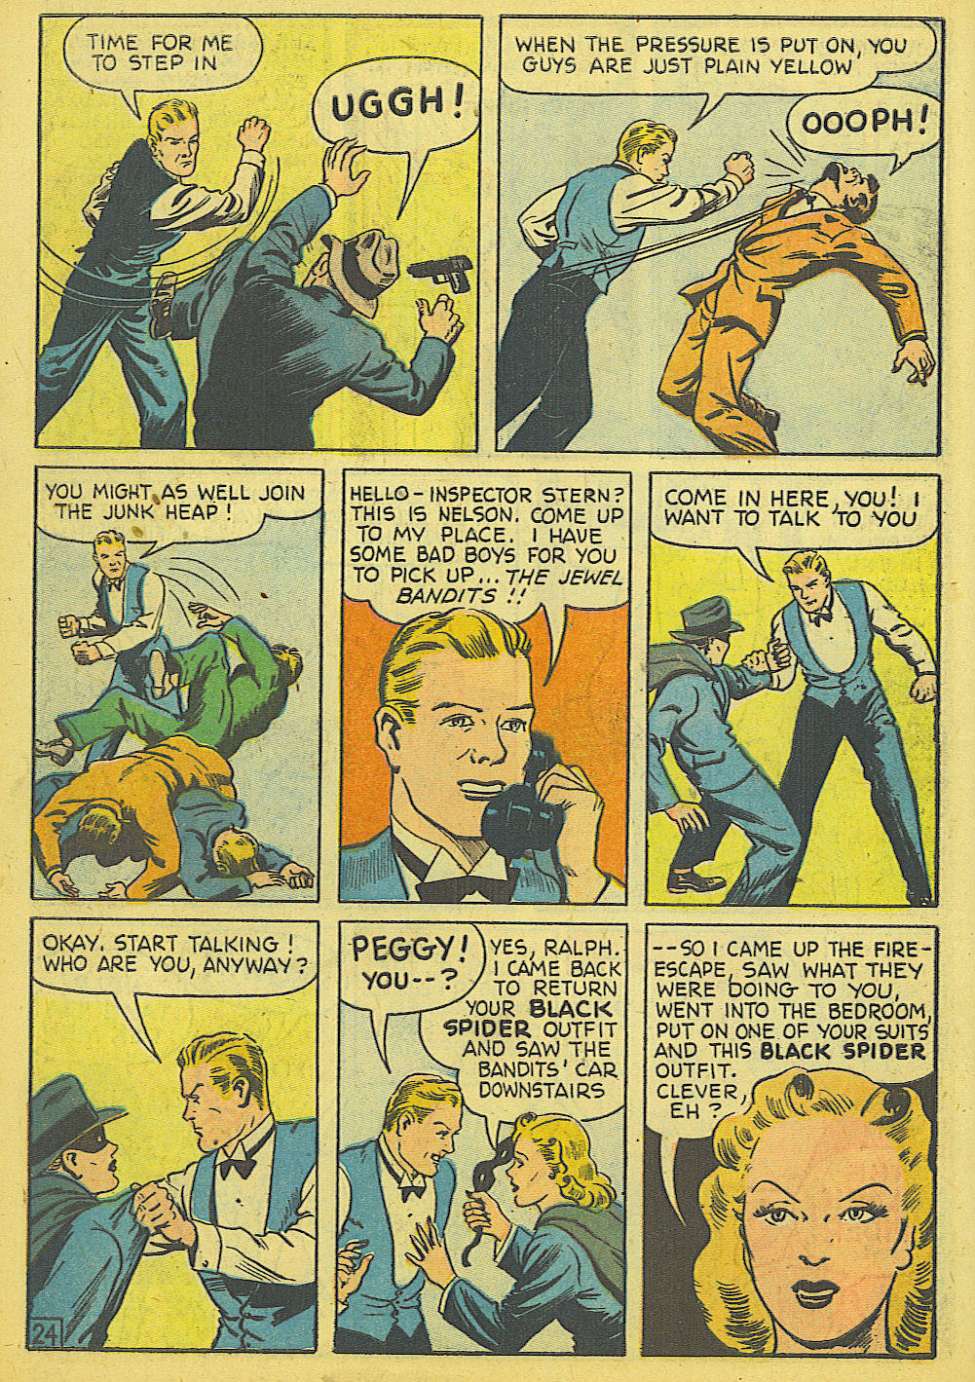 TIME FOR ME
TO STEP IN
UGGH!
WHEN THE PRESSURE IS PUT ON, YOU
GUYS ARE JUST PLAIN YELLOW
OOOPH!
YOU MIGHT AS WELL JOIN
THE JUNK HEAP!
HELLO - INSPECTOR STERN?
THIS IS NELSON. COME UP
TO MY PLACE. I HAVE
SOME BAD BOYS FOR YOU
TO PICK UP... THE JEWEL
BANDITS!!
COME IN HERE, YOU! I
WANT TO TALK TO YOU
OKAY. START TALKING!
WHO ARE YOU, ANYWAY?
PEGGY!
YOU--?
YES, RALPH.
I CAME BACK
TO RETURN
YOUR BLACK
SPIDER OUTFIT
AND SAW THE
BANDITS' CAR
DOWNSTAIRS
--SO I CAME UP THE FIRE-
ESCAPE, SAW WHAT THEY
WERE DOING TO YOU,
WENT INTO THE BEDROOM,
PUT ON ONE OF YOUR SUITS
AND THIS BLACK SPIDER
OUTFIT.
CLEVER,
EH?
24